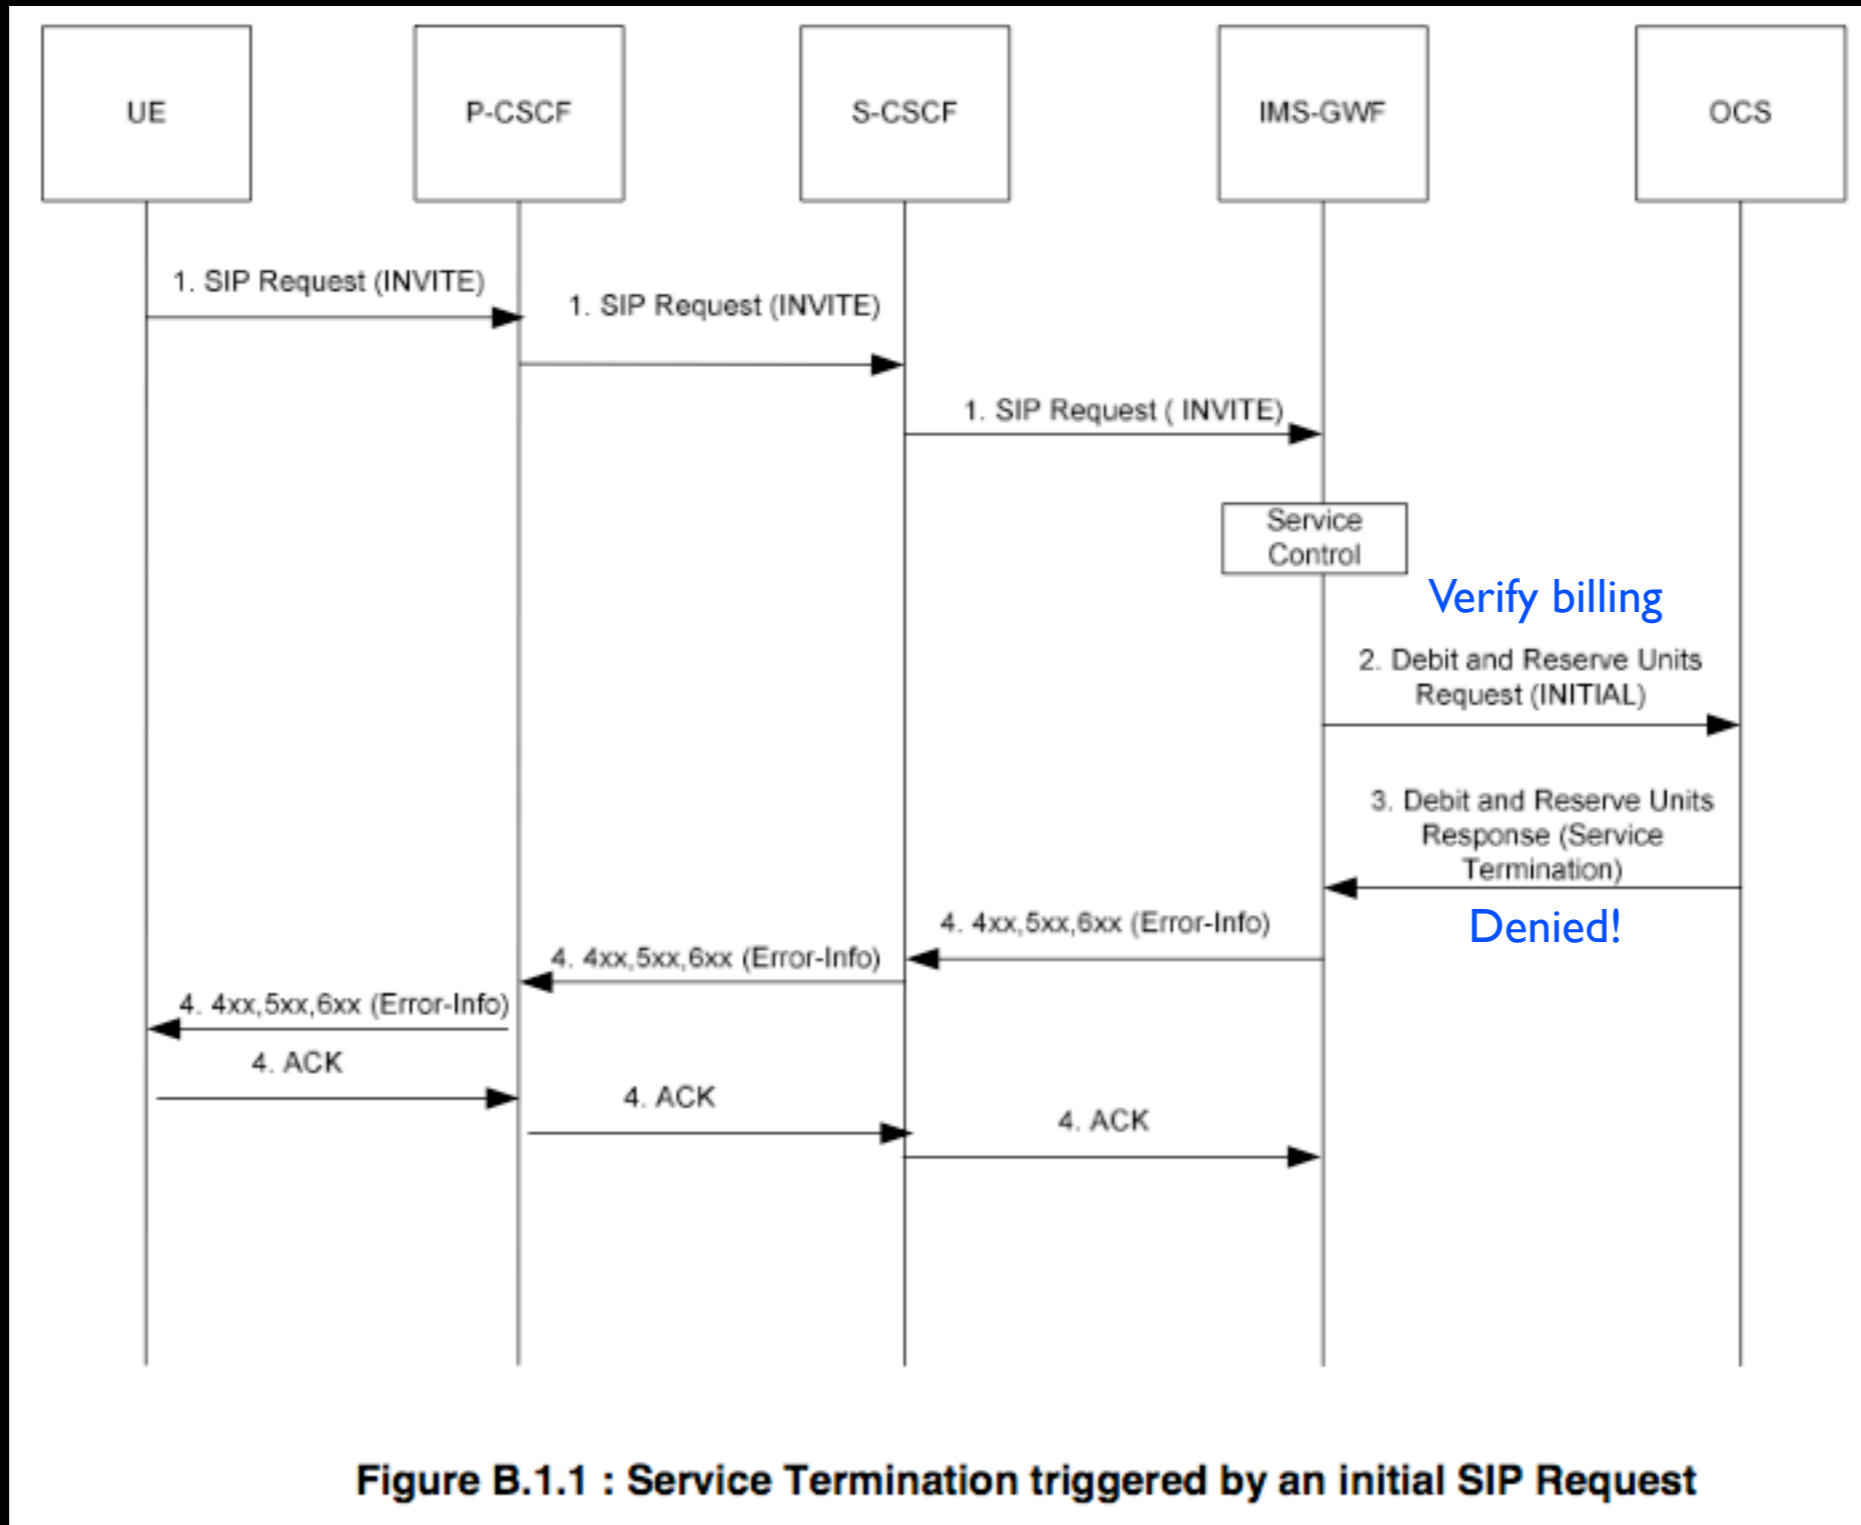 UE
P-CSCF
S-CSCF
IMS-GWF
OCS
1. SIP Request (INVITE)
1. SIP Request (INVITE)
1. SIP Request ( INVITE)
Service
Control
Verify billing
2. Debit and Reserve Units
Request (INITIAL)
3. Debit and Reserve Units
Response (Service
Termination)
Denied!
4. 4xx,5xx,6xx (Error-Info)
4. 4xx,5xx,6xx (Error-Info)
4. 4xx,5xx,6xx (Error-Info)
4. ACK
4. ACK
4. ACK
Figure B.1.1 : Service Termination triggered by an initial SIP Request